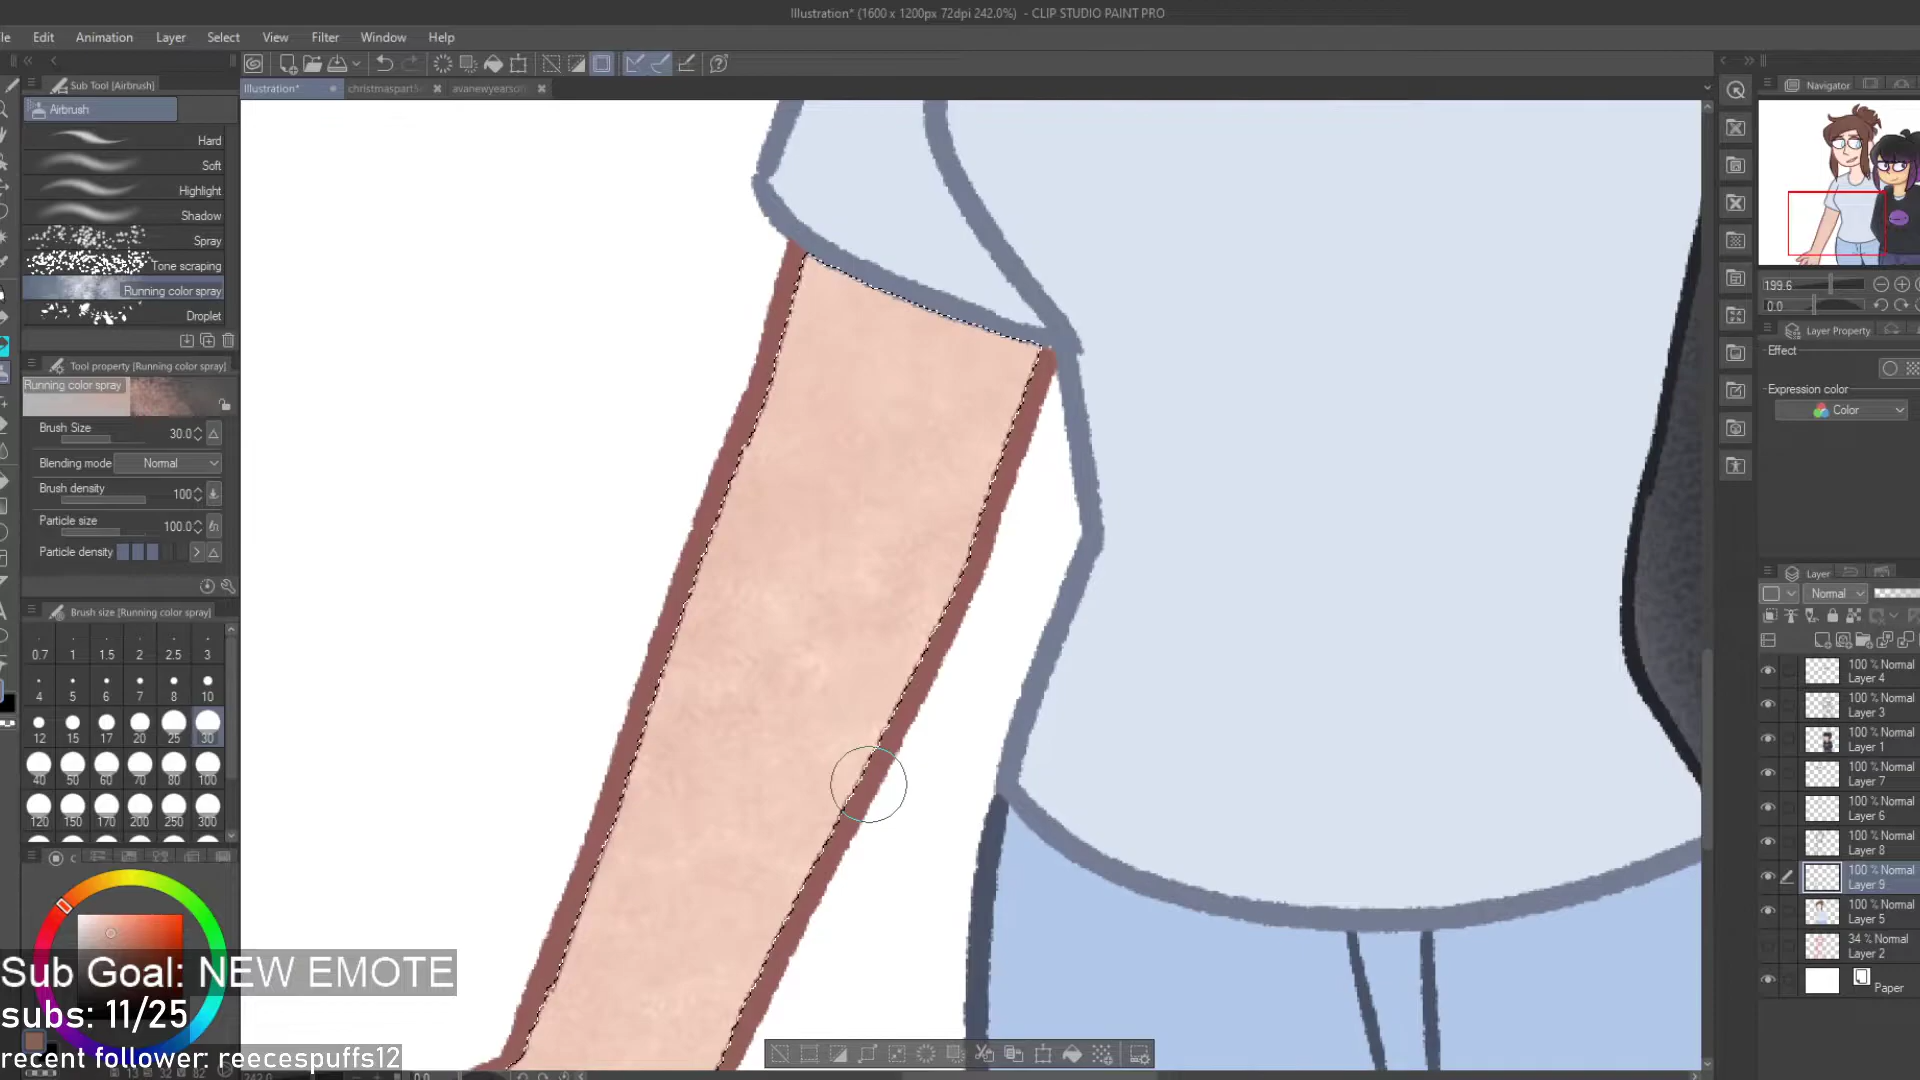 Illustration* (1600 x 1200px 72dpi 242.0%) - CLIP STUDIO PAINT PRO
Edit Animation Layer Select View Filter Window Help
Sub Tool [Airbrush]
Airbrush
Hard
Soft
Highlight
Shadow
Spray
Tone scraping
Running color spray
Droplet
Tool property [Running color spray]
Running color spray
Brush Size 30.0
Blending mode Normal
Brush density 100
Particle size 100.0
Particle density
Brush size [Running color spray]
0.7 1 1.5 2 2.5 3
4 5 6 7 8 10
12 15 17 20 25 30
40 50 60 70 80 100
120 150 170 200 250 300
Illustration*
christmaspart
avanewyearsor
Navigator
199.6
0.0
Layer Property
Effect
Expression color
Color
Layer
Normal
100 % Normal
Layer 4
100 % Normal
Layer 3
100 % Normal
Layer 1
100 % Normal
Layer 7
100 % Normal
Layer 6
100 % Normal
Layer 8
100 % Normal
Layer 9
100 % Normal
Layer 5
34 % Normal
Layer 2
Paper
Sub Goal: NEW EMOTE
subs: 11/25
recent follower: reecespuffs12